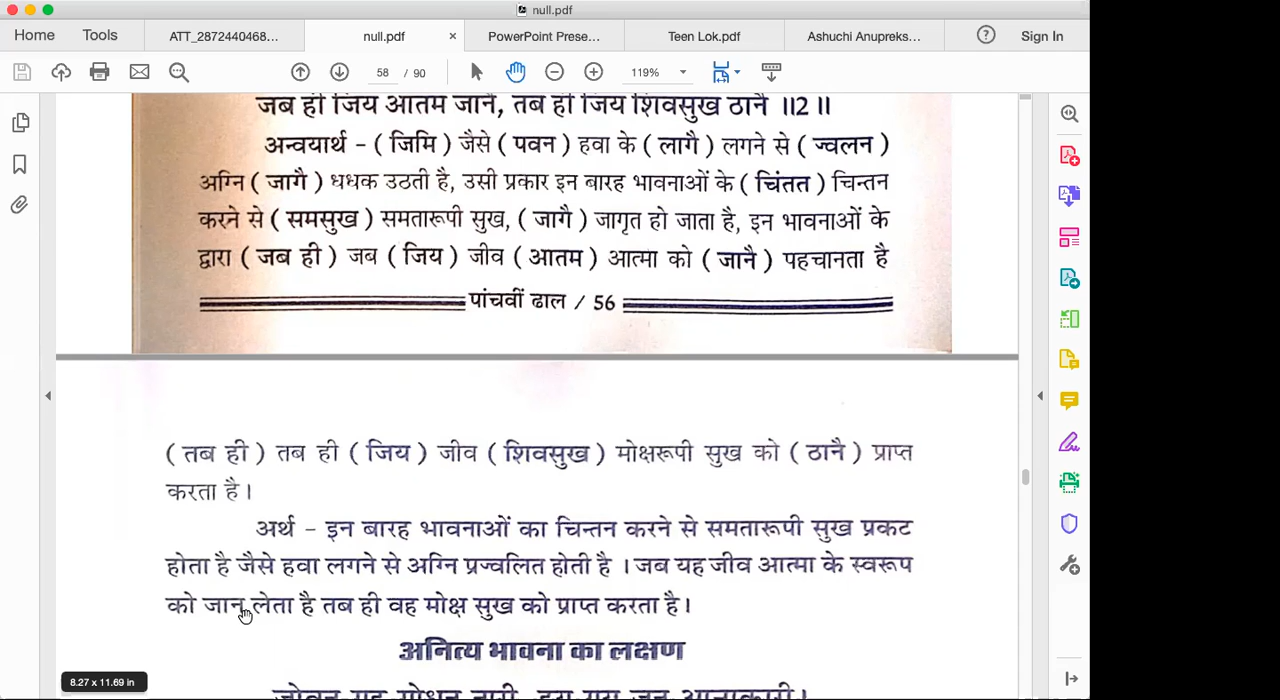 null.pdf
Home Tools ATT_2872440468... null.pdf × PowerPoint Prese... Teen Lok.pdf Ashuchi Anupreks... ? Sign In
58 / 90 119%
जब ही जिय आतम जानै, तब ही जिय शिवसुख ठानै ॥2॥
अन्वयार्थ - ( जिमि ) जैसे ( पवन ) हवा के ( लागै ) लगने से ( ज्वलन )
अग्नि ( जागै ) धधक उठती है, उसी प्रकार इन बारह भावनाओं के ( चिंतत ) चिन्तन
करने से ( समसुख ) समतारूपी सुख, ( जागै ) जागृत हो जाता है, इन भावनाओं के
द्वारा ( जब ही ) जब ( जिय ) जीव ( आतम ) आत्मा को ( जानै ) पहचानता है
पांचवीं ढाल / 56
( तब ही ) तब ही ( जिय ) जीव ( शिवसुख ) मोक्षरूपी सुख को ( ठानै ) प्राप्त
करता है।
अर्थ - इन बारह भावनाओं का चिन्तन करने से समतारूपी सुख प्रकट
होता है जैसे हवा लगने से अग्नि प्रज्वलित होती है । जब यह जीव आत्मा के स्वरूप
को जान लेता है तब ही वह मोक्ष सुख को प्राप्त करता है।
अनित्य भावना का लक्षण
8.27 x 11.69 in